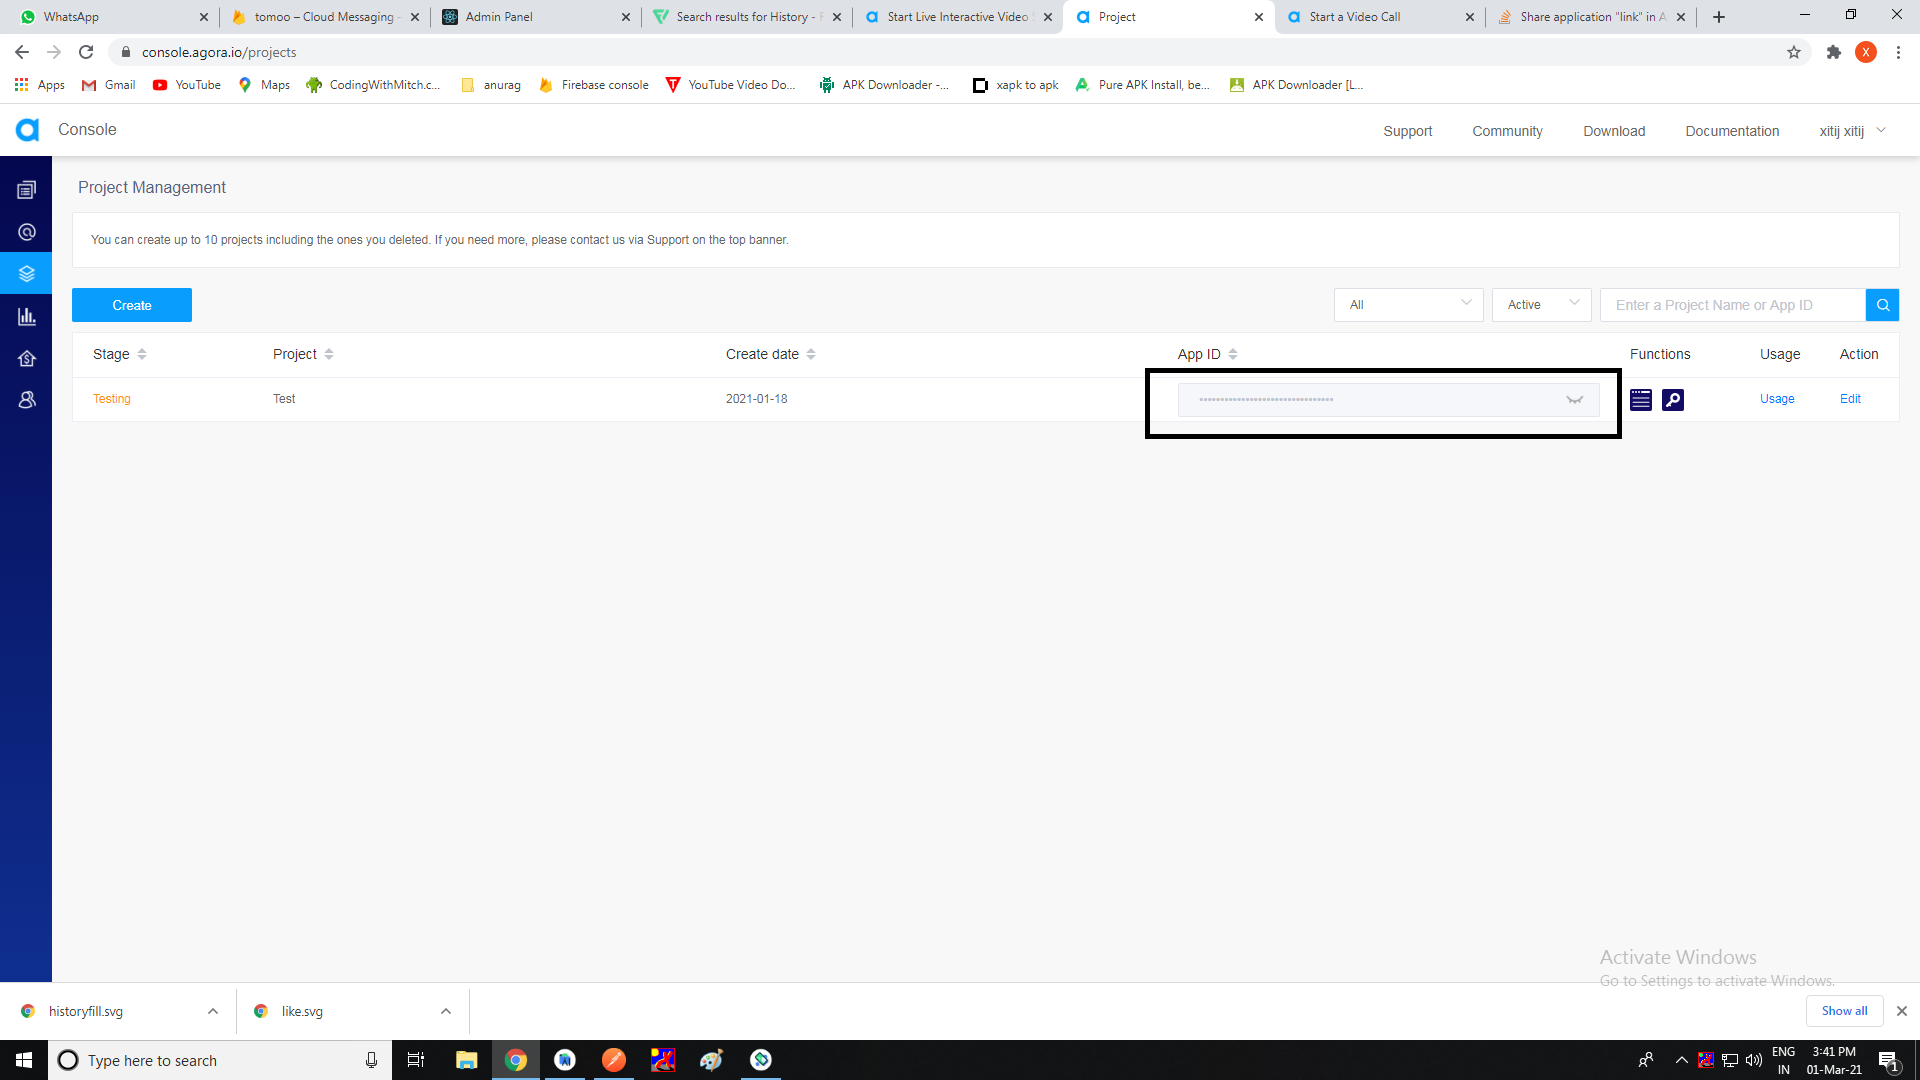 WhatsApp
tomoo – Cloud Messaging -
Admin Panel
Search results for History - F
Start Live Interactive Video S
Project
Start a Video Call
Share application "link" in A
console.agora.io/projects
X
Apps
Gmail
YouTube
Maps
CodingWithMitch.c...
anurag
Firebase console
YouTube Video Do...
APK Downloader -...
xapk to apk
Pure APK Install, be...
APK Downloader [L...
Console
Support
Community
Download
Documentation
xitij xitij
Project Management
You can create up to 10 projects including the ones you deleted. If you need more, please contact us via Support on the top banner.
Create
All
Active
Enter a Project Name or App ID
Stage
Project
Create date
App ID
Functions
Usage
Action
Testing
Test
2021-01-18
Usage
Edit
Activate Windows
Go to Settings to activate Windows.
historyfill.svg
like.svg
Show all
Type here to search
ENG
IN
3:41 PM
01-Mar-21
1